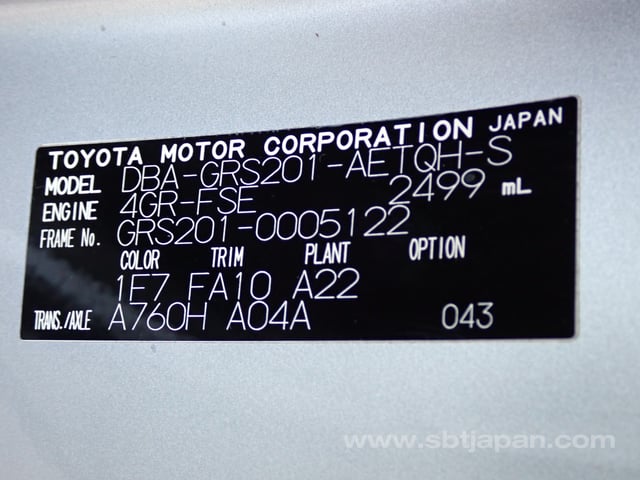 TOYOTA MOTOR CORPORATION JAPAN
MODEL DBA-GRS201-AETQH-S
ENGINE 4GR-FSE 2499 mL
FRAME No. GRS201-0005122
COLOR TRIM PLANT OPTION
1E7 FA10 A22
TRANS./AXLE A760H A04A 043
www.sbtjapan.com